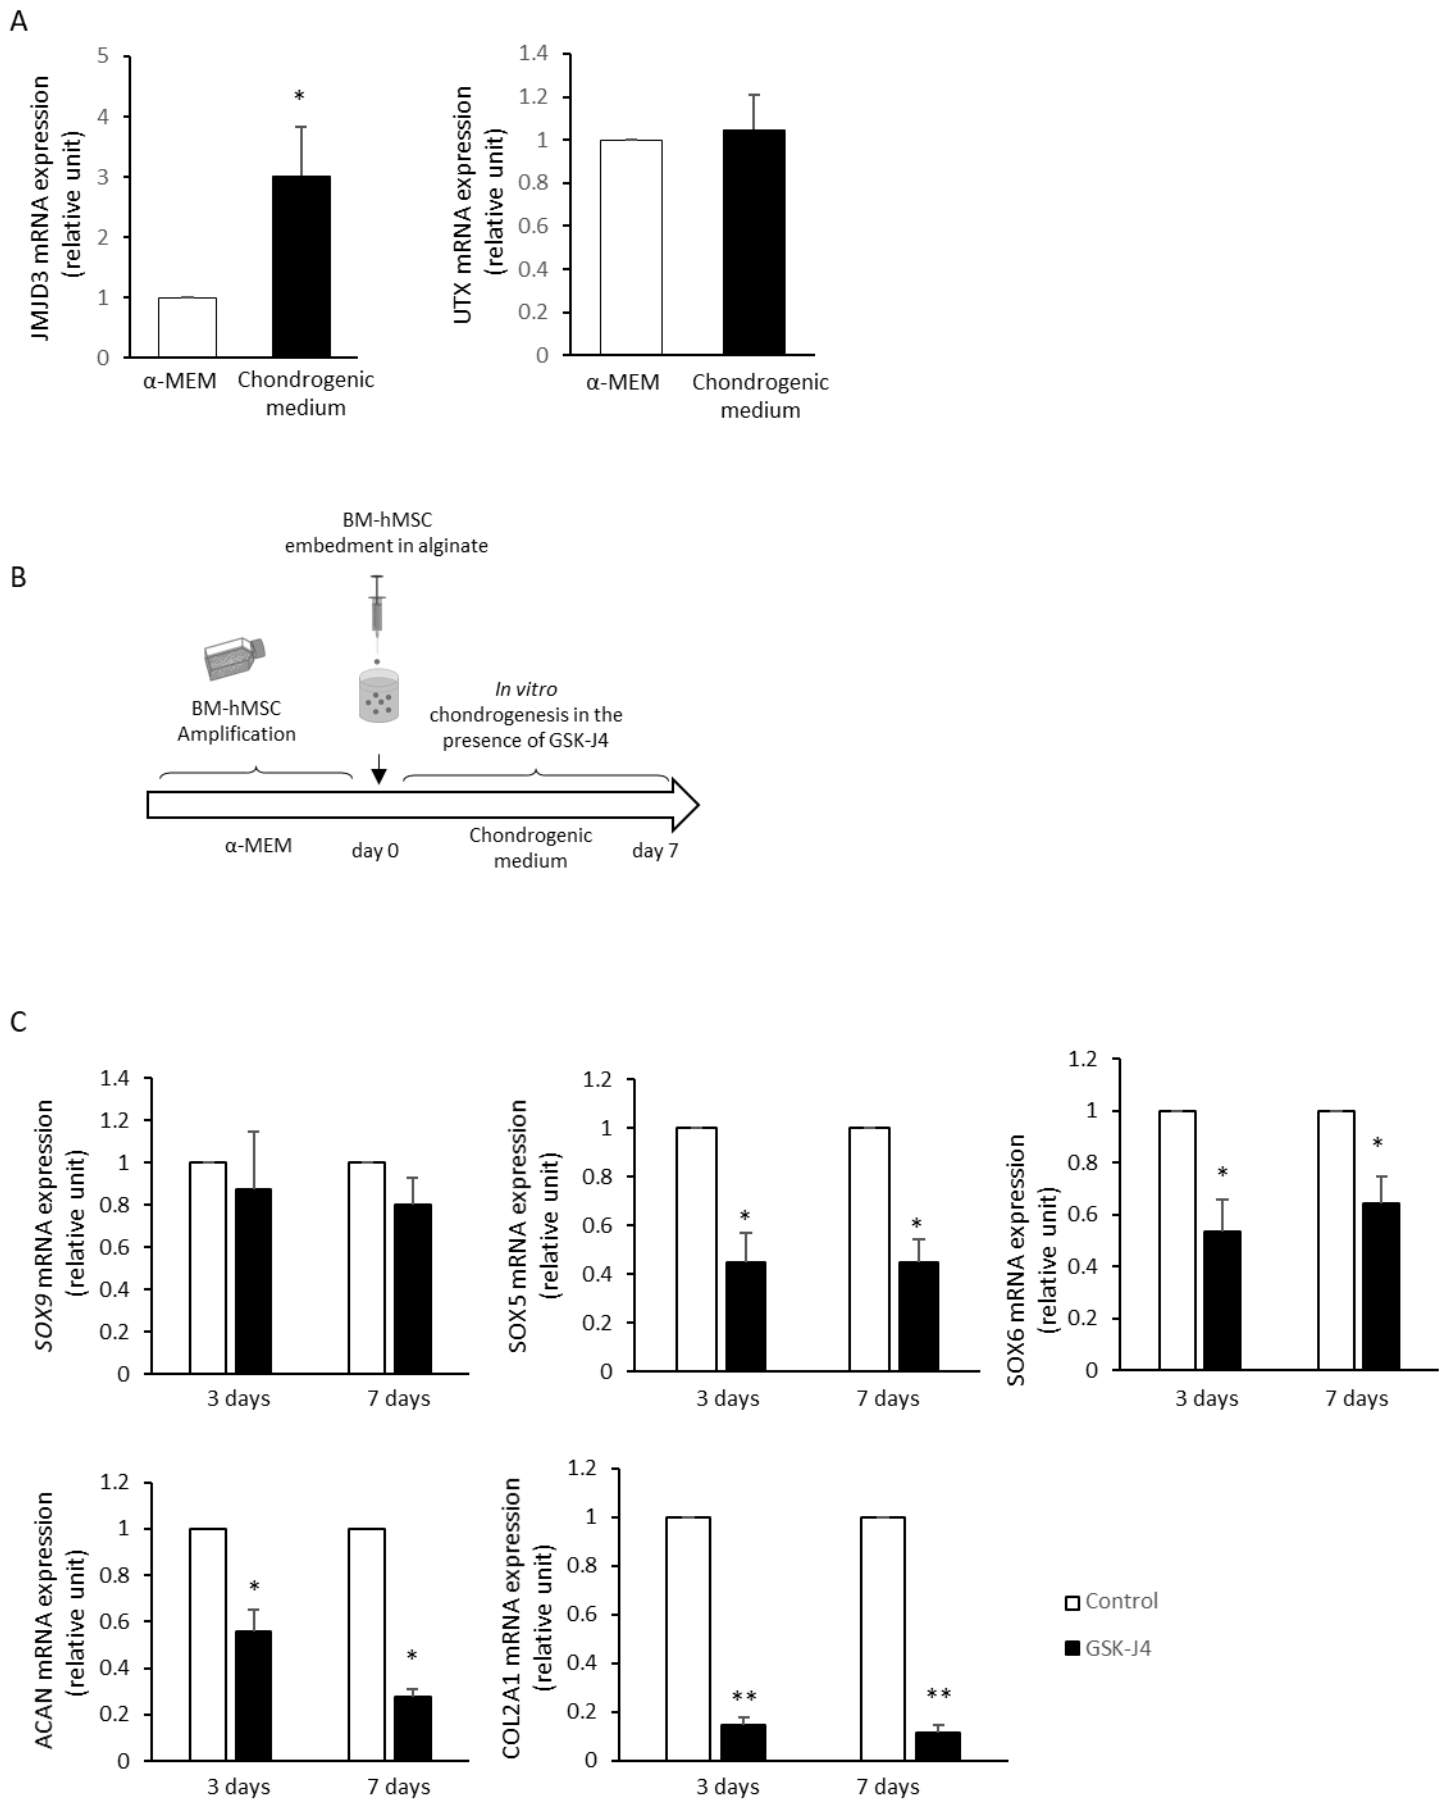 A
JMJD3 mRNA expression
(relative unit)
5
4
3
2
1
0
*
α-MEM
Chondrogenic
medium
UTX mRNA expression
(relative unit)
1.4
1.2
1
0.8
0.6
0.4
0.2
0
α-MEM
Chondrogenic
medium
B
BM-hMSC
embedment in alginate
BM-hMSC
Amplification
In vitro
chondrogenesis in the
presence of GSK-J4
α-MEM
day 0
Chondrogenic
medium
day 7
C
SOX9 mRNA expression
(relative unit)
1.4
1.2
1
0.8
0.6
0.4
0.2
0
3 days
7 days
SOX5 mRNA expression
(relative unit)
1.2
1
0.8
0.6
0.4
0.2
0
*
*
3 days
7 days
SOX6 mRNA expression
(relative unit)
1.2
1
0.8
0.6
0.4
0.2
0
*
*
3 days
7 days
ACAN mRNA expression
(relative unit)
1.2
1
0.8
0.6
0.4
0.2
0
*
*
3 days
7 days
COL2A1 mRNA expression
(relative unit)
1.2
1
0.8
0.6
0.4
0.2
0
**
**
3 days
7 days
Control
GSK-J4